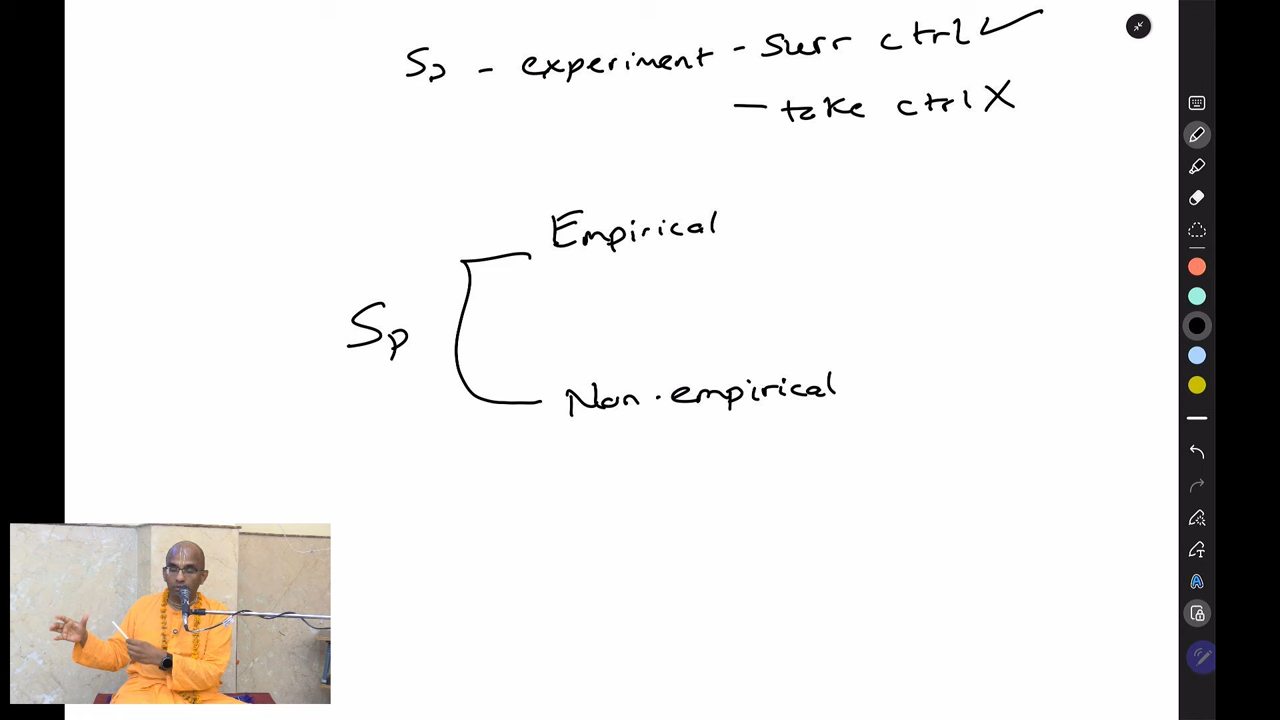 Sp - experiment - surr ctrl ✓
- take ctrl X
Empirical
Sp
Non-empirical